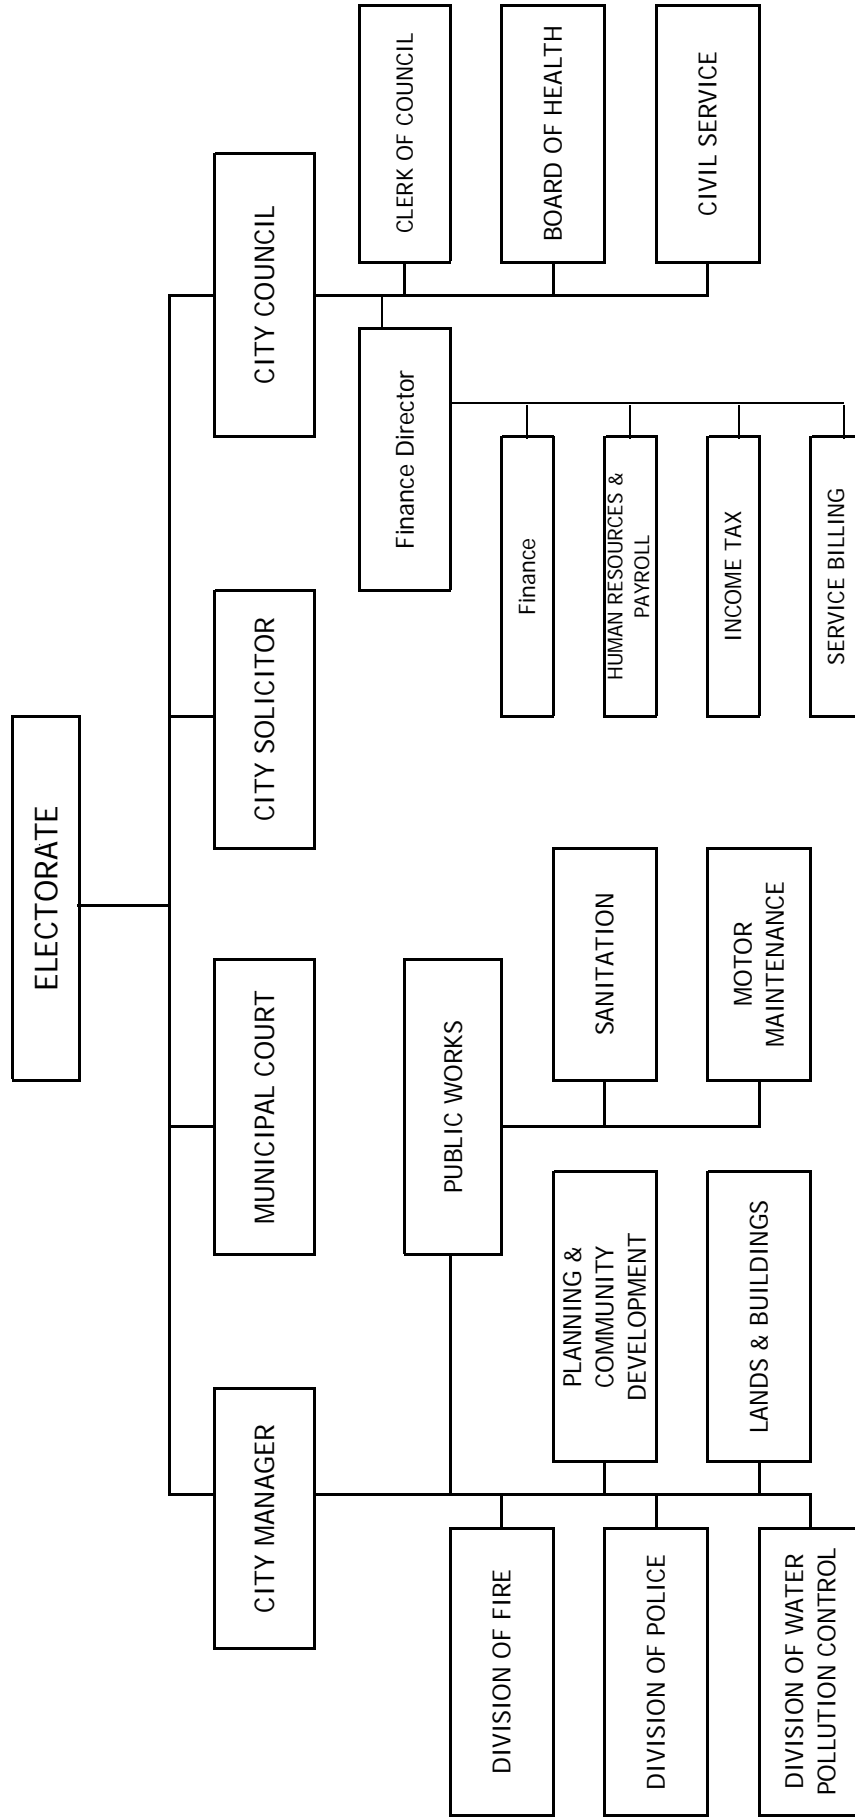 ELECTORATE
CITY MANAGER
MUNICIPAL COURT
CITY SOLICITOR
CITY COUNCIL
DIVISION OF FIRE
DIVISION OF POLICE
DIVISION OF WATER
POLLUTION CONTROL
PUBLIC WORKS
PLANNING &
COMMUNITY
DEVELOPMENT
LANDS & BUILDINGS
SANITATION
MOTOR
MAINTENANCE
Finance Director
Finance
HUMAN RESOURCES &
PAYROLL
INCOME TAX
SERVICE BILLING
CLERK OF COUNCIL
BOARD OF HEALTH
CIVIL SERVICE